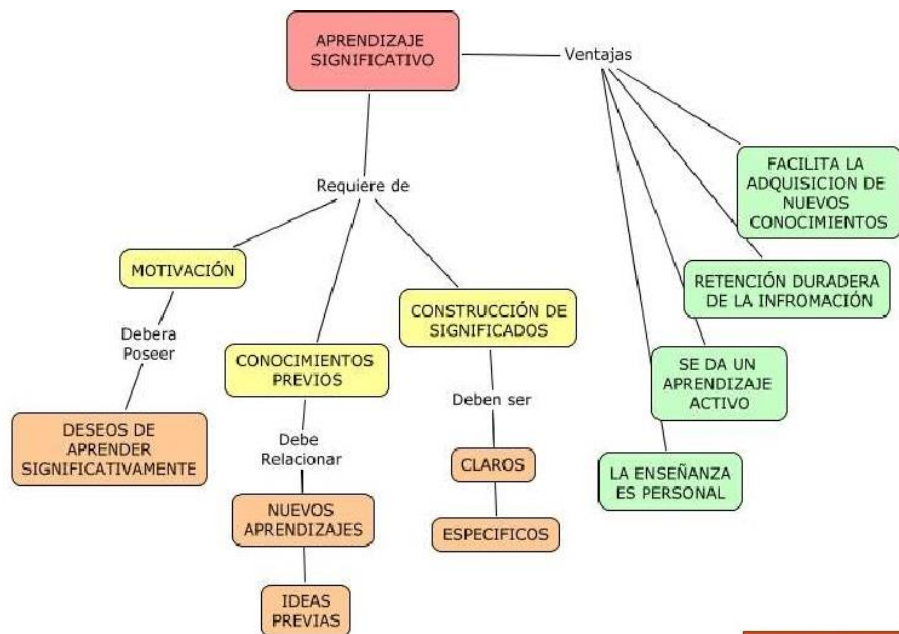 APRENDIZAJE
SIGNIFICATIVO
Ventajas
Requiere de
MOTIVACIÓN
Debera
Poseer
DESEOS DE
APRENDER
SIGNIFICATIVAMENTE
CONOCIMIENTOS
PREVIOS
Debe
Relacionar
NUEVOS
APRENDIZAJES
IDEAS
PREVIAS
CONSTRUCCIÓN DE
SIGNIFICADOS
Deben ser
CLAROS
ESPECIFICOS
FACILITA LA
ADQUISICION DE
NUEVOS
CONOCIMIENTOS
RETENCIÓN DURADERA
DE LA INFROMACIÓN
SE DA UN
APRENDIZAJE
ACTIVO
LA ENSEÑANZA
ES PERSONAL